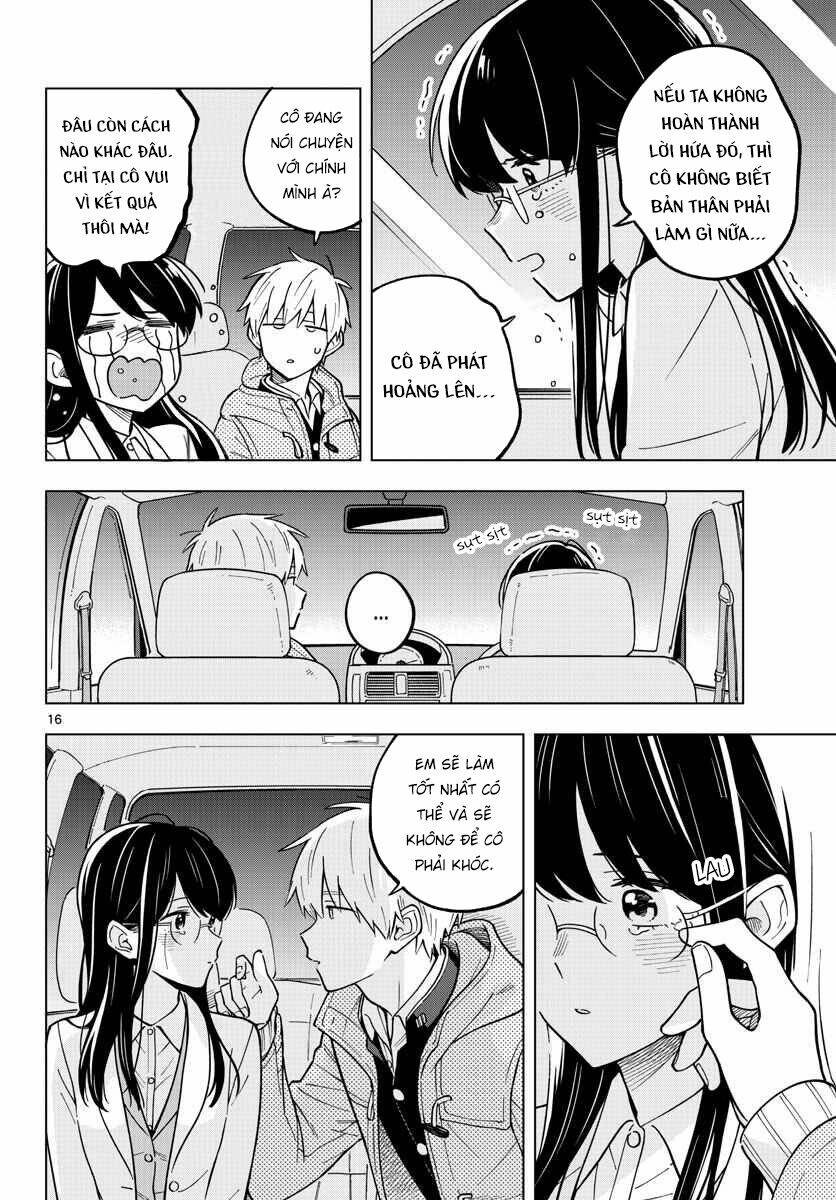 NẾU TA KHÔNG
HOÀN THÀNH
LỜI HỨA ĐÓ, THÌ
CÔ KHÔNG BIẾT
BẢN THÂN PHẢI
LÀM GÌ NỮA...
CÔ ĐÃ PHÁT
HOẢNG LÊN...
CÔ ĐANG
NÓI CHUYỆN
VỚI CHÍNH
MÌNH À?
ĐÂU CÒN CÁCH
NÀO KHÁC ĐÂU.
CHỈ TẠI CÔ VUI
VÌ KẾT QUẢ
THÔI MÀ!
sụt sịt
sụt sịt
...
16
LAU
EM SẼ LÀM
TỐT NHẤT CÓ
THỂ VÀ SẼ
KHÔNG ĐỂ CÔ
PHẢI KHÓC.